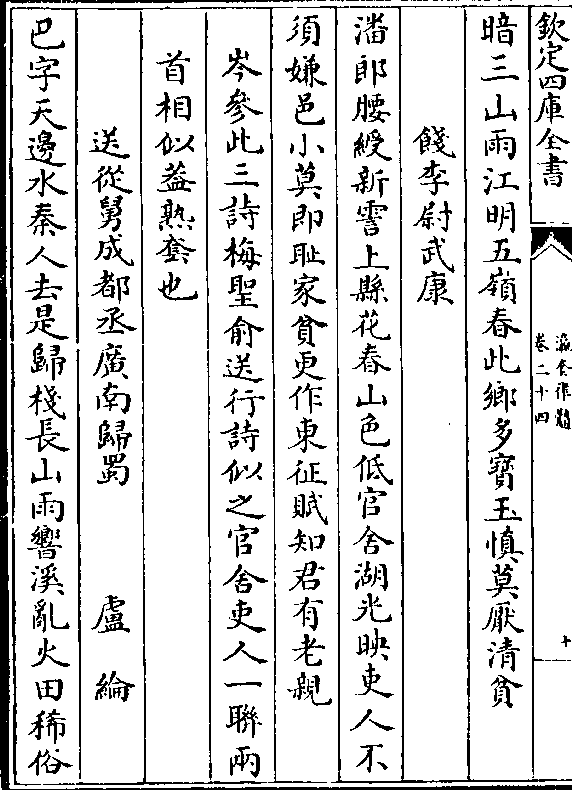 欽定四庫全書
瀛奎律髓
卷二十四
十
暗三山雨江明五嶺春此鄉多寶玉慎莫厭清貧
餞李尉武康
潘郎腰綬新霅上縣花春山色低官舍湖光映吏人不
須嫌邑小莫即耻家貧更作東征賦知君有老親
岑參此三詩梅聖俞送行詩似之官舍吏人一聯兩
首相似葢熟套也
送從舅成都丞廣南歸蜀 盧綸
巴字天邊水秦人去是歸棧長山雨響溪亂火田稀俗